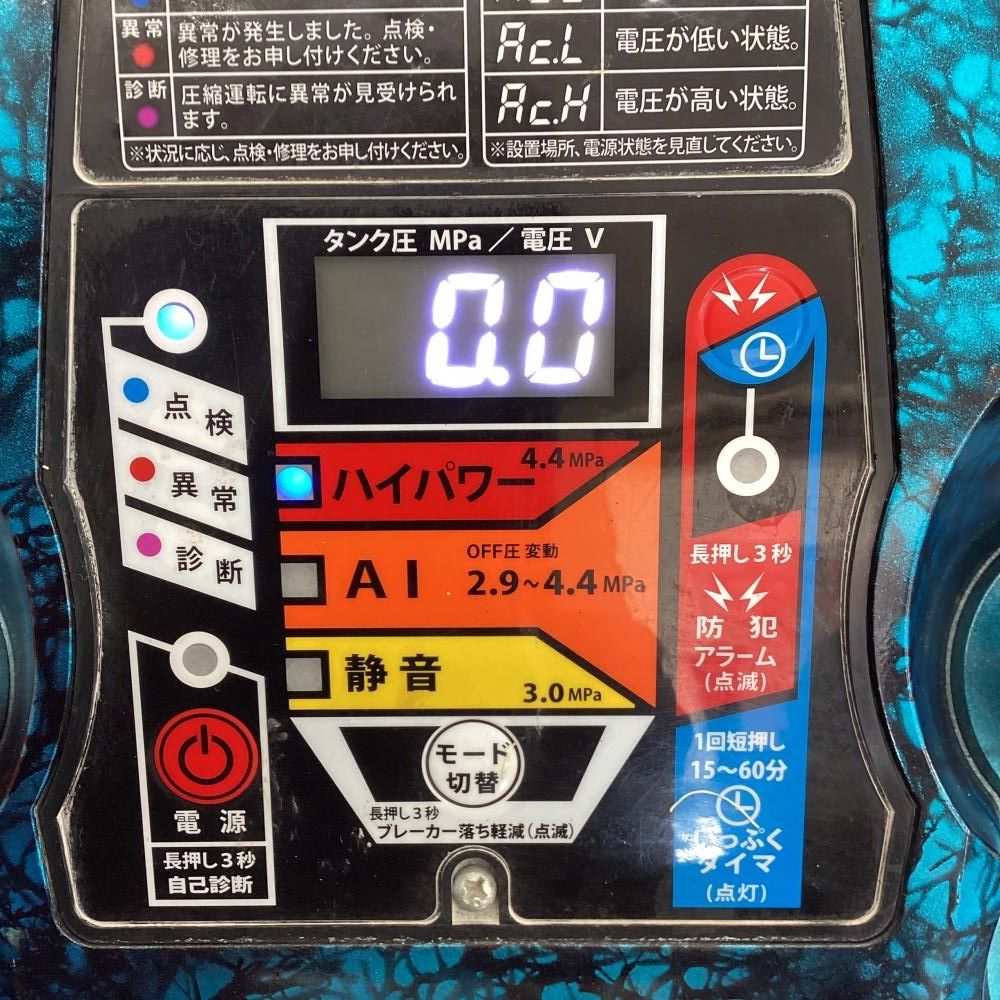 異常
異常が発生しました。点検・
修理をお申し付けください。
診断
圧縮運転に異常が見受けられ
ます。
※状況に応じ、点検・修理をお申し付けください。
Ac.L
電圧が低い状態。
Ac.H
電圧が高い状態。
※設置場所、電源状態を見直してください。
タンク圧 MPa／電圧 V
0.0
点検
異常
診断
ハイパワー
4.4 MPa
AI
OFF圧 変動
2.9~4.4 MPa
静音
3.0 MPa
モード
切替
長押し3秒
ブレーカー落ち軽減(点滅)
電源
長押し3秒
自己診断
長押し3秒
防犯
アラーム
(点滅)
1回短押し
15~60分
タイマ
(点灯)